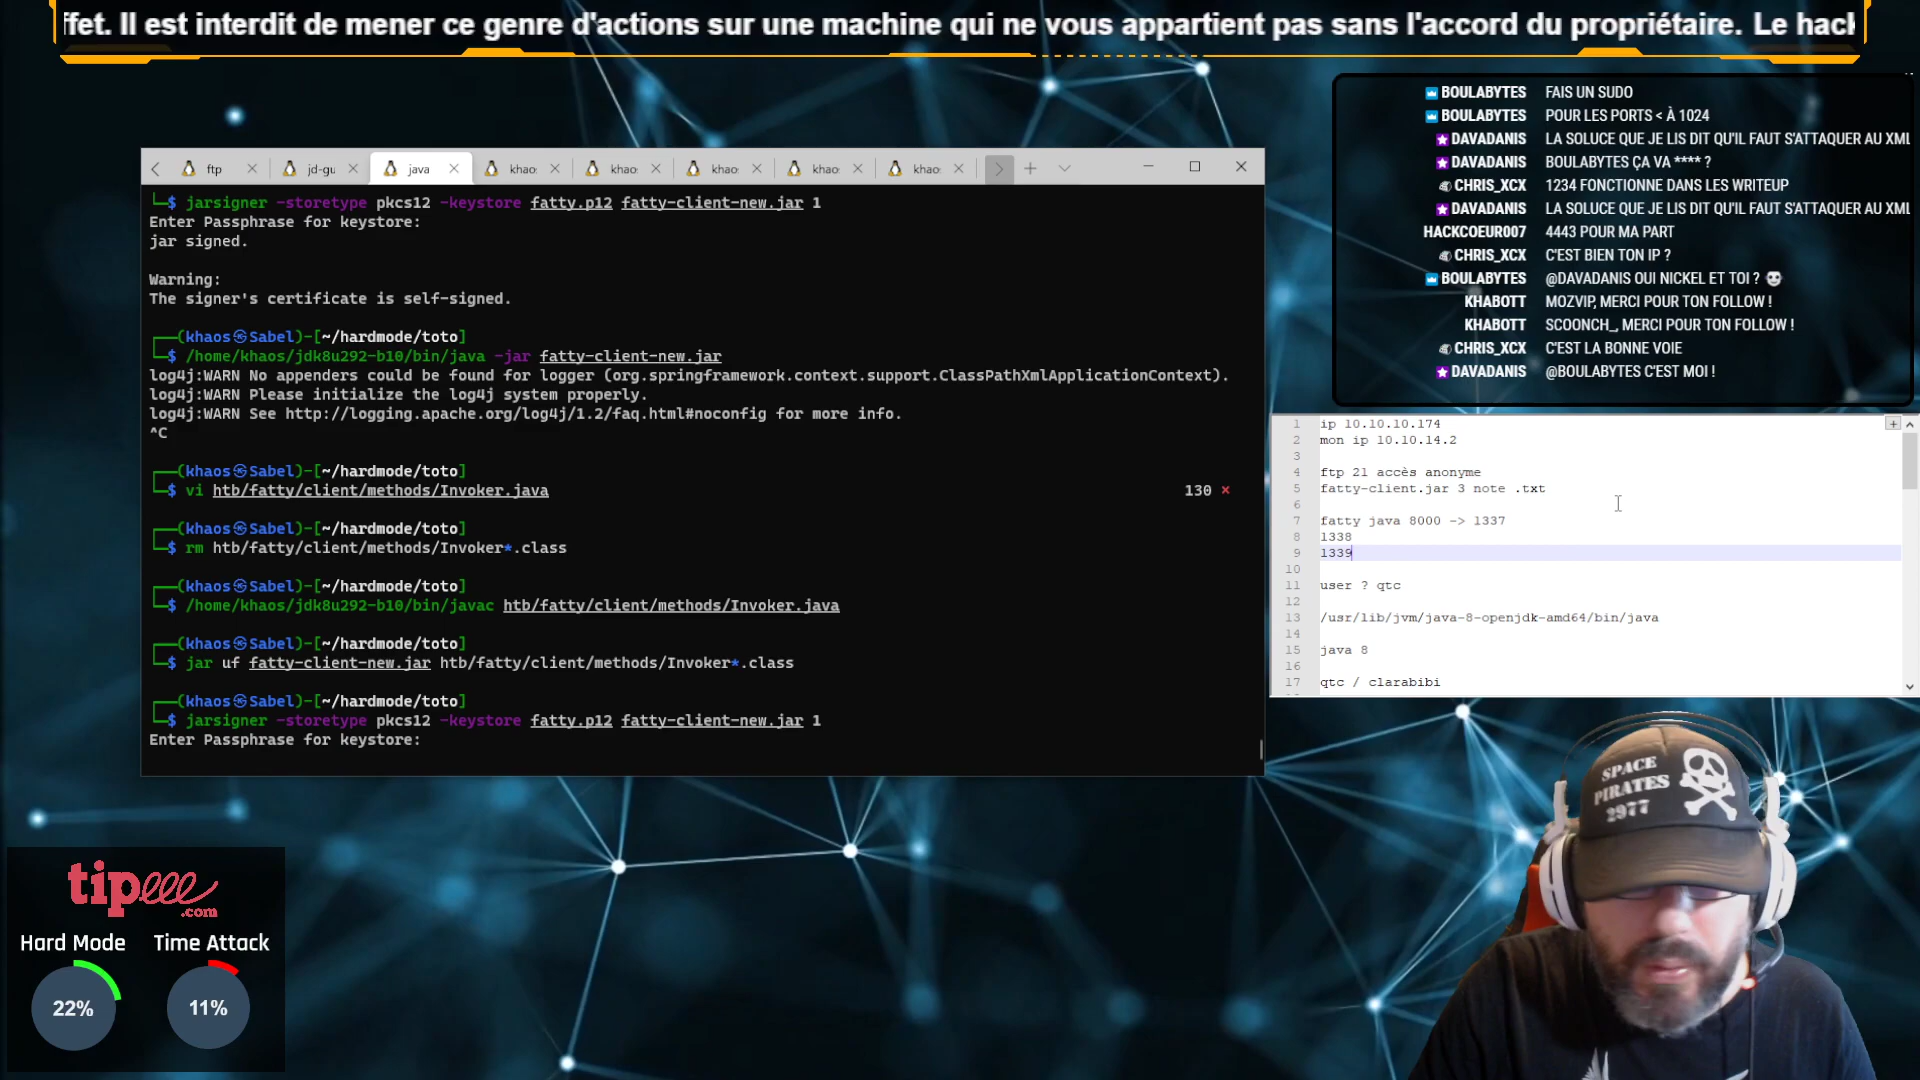 ffet. Il est interdit de mener ce genre d'actions sur une machine qui ne vous appartient pas sans l'accord du propriétaire. Le hack
ftp
jd-gu
java
khao
khao
khao
khao
khao
└─$ jarsigner -storetype pkcs12 -keystore fatty.p12 fatty-client-new.jar 1
Enter Passphrase for keystore:
jar signed.
Warning:
The signer's certificate is self-signed.
┌──(khaos㉿Sabel)-[~/hardmode/toto]
└─$ /home/khaos/jdk8u292-b10/bin/java -jar fatty-client-new.jar
log4j:WARN No appenders could be found for logger (org.springframework.context.support.ClassPathXmlApplicationContext).
log4j:WARN Please initialize the log4j system properly.
log4j:WARN See http://logging.apache.org/log4j/1.2/faq.html#noconfig for more info.
^C
┌──(khaos㉿Sabel)-[~/hardmode/toto]
└─$ vi htb/fatty/client/methods/Invoker.java 130 ⨯
┌──(khaos㉿Sabel)-[~/hardmode/toto]
└─$ rm htb/fatty/client/methods/Invoker*.class
┌──(khaos㉿Sabel)-[~/hardmode/toto]
└─$ /home/khaos/jdk8u292-b10/bin/javac htb/fatty/client/methods/Invoker.java
┌──(khaos㉿Sabel)-[~/hardmode/toto]
└─$ jar uf fatty-client-new.jar htb/fatty/client/methods/Invoker*.class
┌──(khaos㉿Sabel)-[~/hardmode/toto]
└─$ jarsigner -storetype pkcs12 -keystore fatty.p12 fatty-client-new.jar 1
Enter Passphrase for keystore:
BOULABYTES FAIS UN SUDO
BOULABYTES POUR LES PORTS < À 1024
DAVADANIS LA SOLUCE QUE JE LIS DIT QU'IL FAUT S'ATTAQUER AU XML
DAVADANIS BOULABYTES ÇA VA **** ?
CHRIS_XCX 1234 FONCTIONNE DANS LES WRITEUP
DAVADANIS LA SOLUCE QUE JE LIS DIT QU'IL FAUT S'ATTAQUER AU XML
HACKCOEUR007 4443 POUR MA PART
CHRIS_XCX C'EST BIEN TON IP ?
BOULABYTES @DAVADANIS OUI NICKEL ET TOI ?
KHABOTT MOZVIP, MERCI POUR TON FOLLOW !
KHABOTT SCOONCH_, MERCI POUR TON FOLLOW !
CHRIS_XCX C'EST LA BONNE VOIE
DAVADANIS @BOULABYTES C'EST MOI !
1 ip 10.10.10.174
2 mon ip 10.10.14.2
3
4 ftp 21 accès anonyme
5 fatty-client.jar 3 note .txt
6
7 fatty java 8000 -> 1337
8 1338
9 1339
10
11 user ? qtc
12
13 /usr/lib/jvm/java-8-openjdk-amd64/bin/java
14
15 java 8
16
17 qtc / clarabibi
SPACE
PIRATES
2977
tipeee
.com
Hard Mode Time Attack
22% 11%